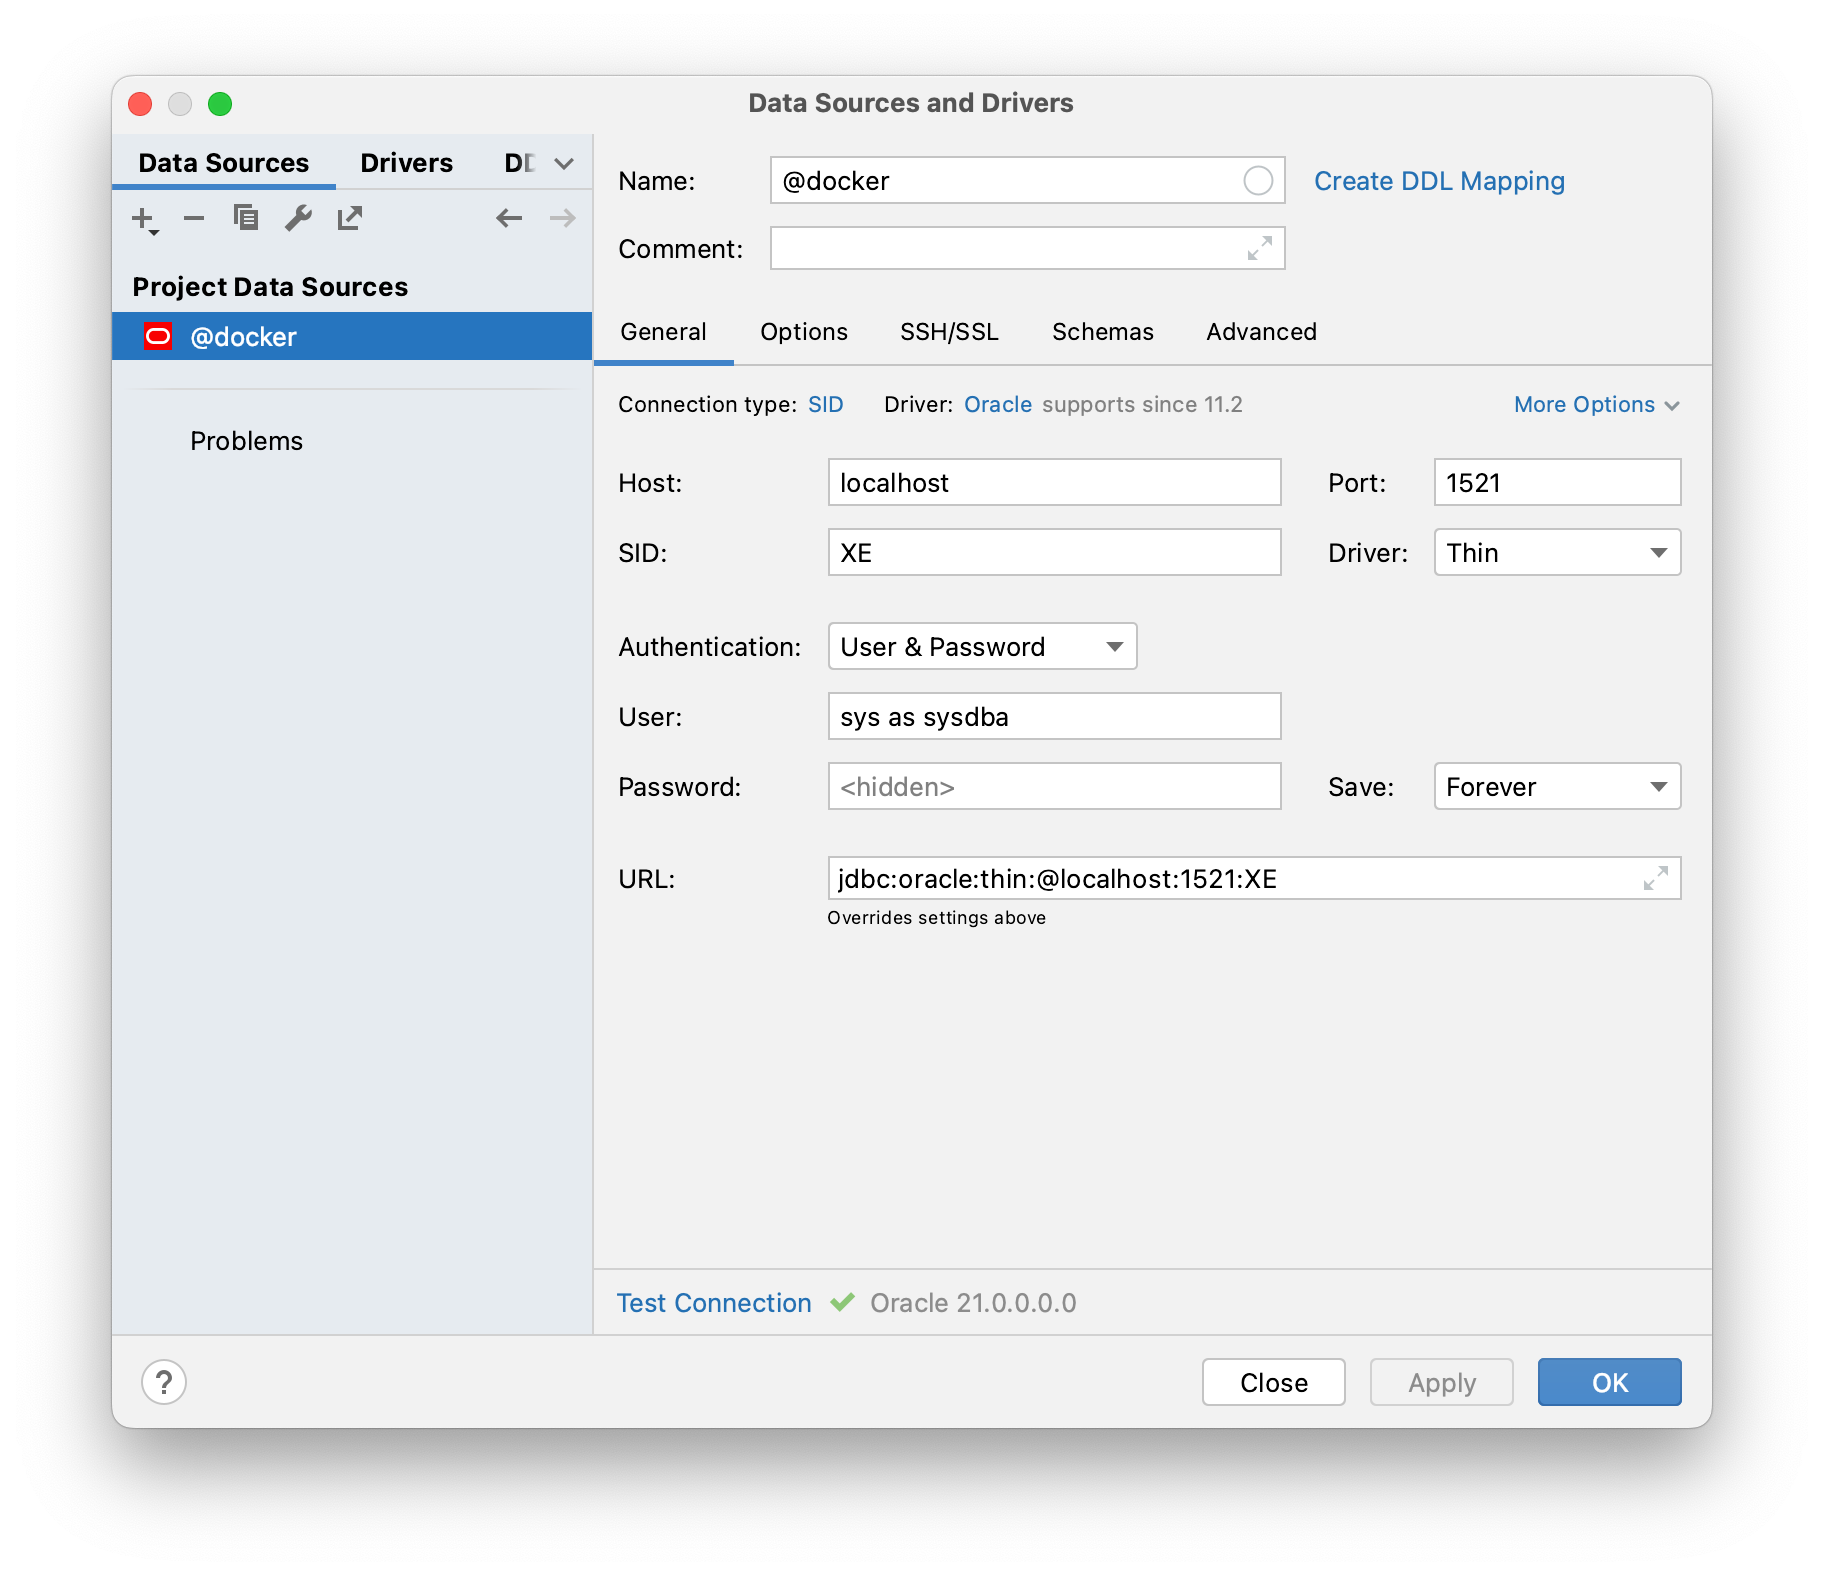 Data Sources and Drivers
Data Sources Drivers DD
Project Data Sources
@docker
Problems
Name: @docker Create DDL Mapping
Comment:
General Options SSH/SSL Schemas Advanced
Connection type: SID Driver: Oracle supports since 11.2 More Options
Host: localhost Port: 1521
SID: XE Driver: Thin
Authentication: User & Password
User: sys as sysdba
Password: <hidden> Save: Forever
URL: jdbc:oracle:thin:@localhost:1521:XE
Overrides settings above
Test Connection Oracle 21.0.0.0.0
? Close Apply OK